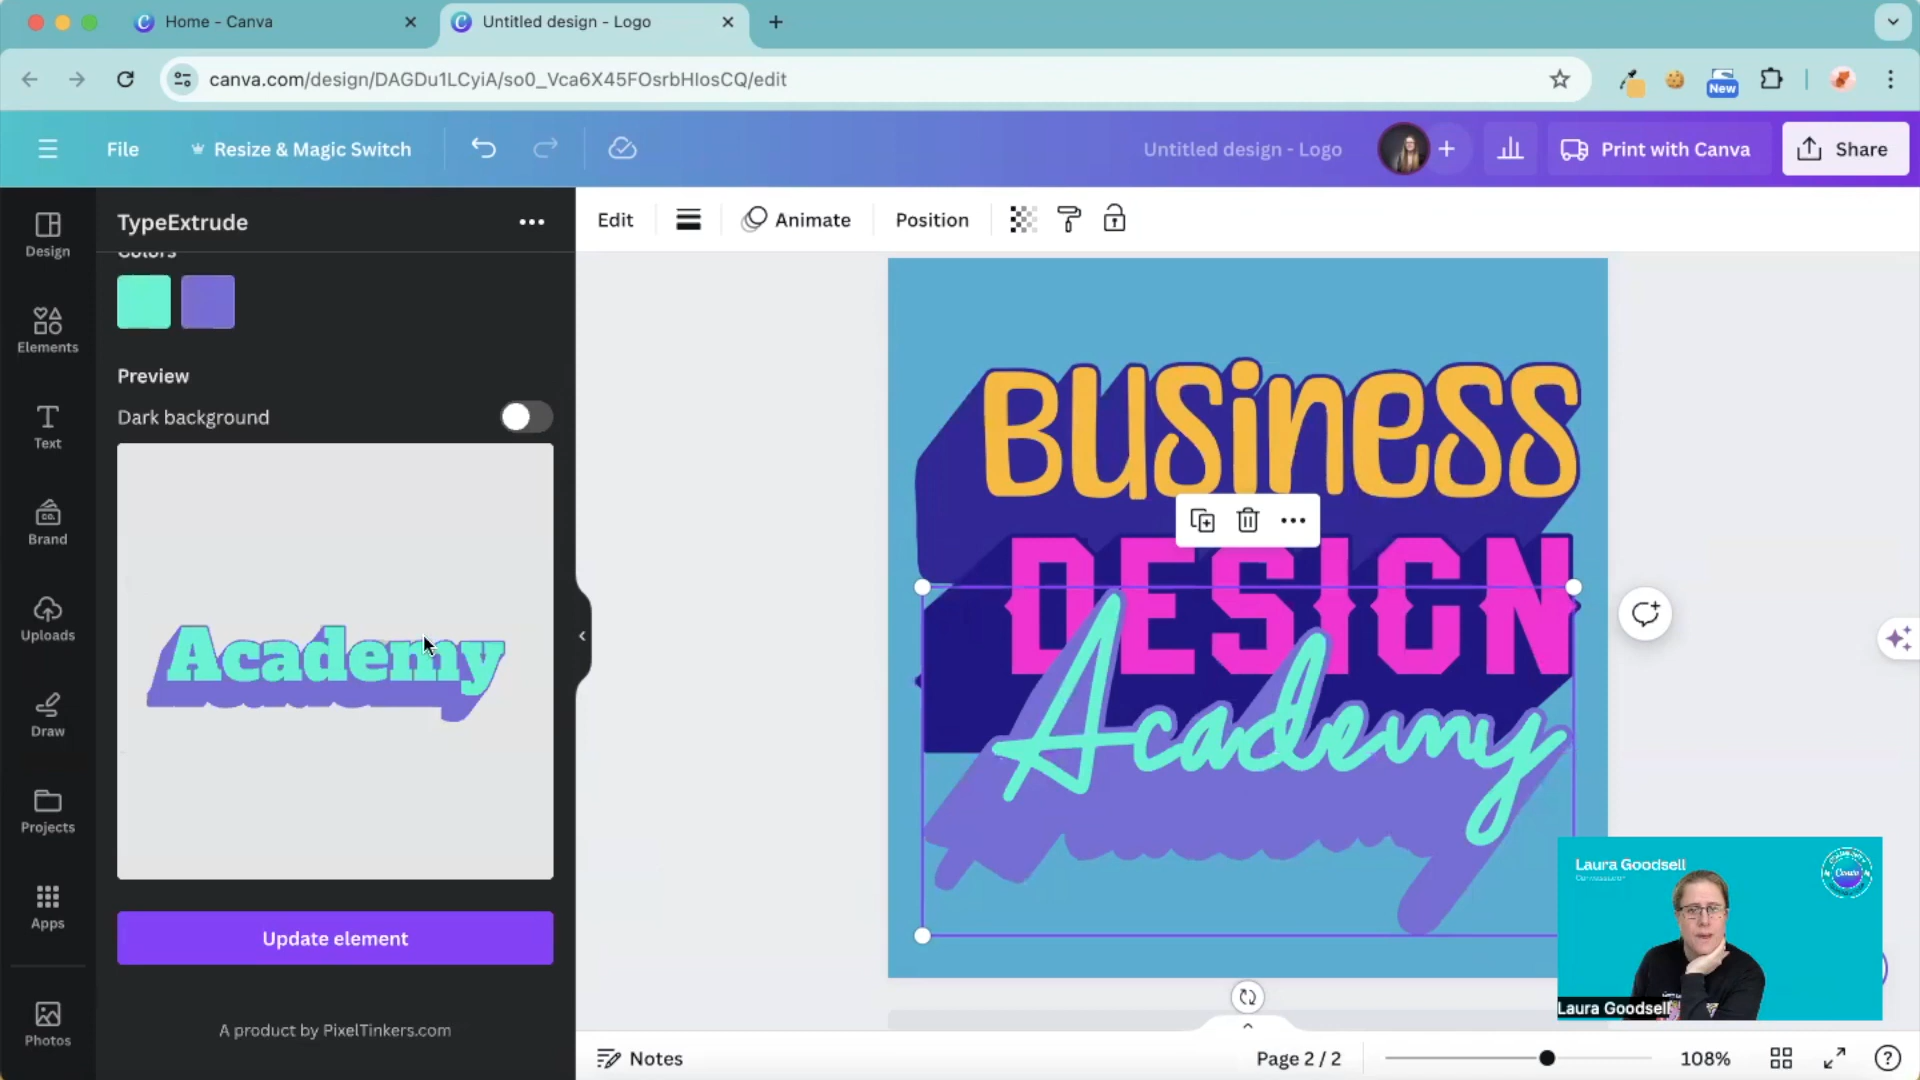 Home - Canva
Untitled design - Logo
canva.com/design/DAGDu1LCyiA/so0_Vca6X45FOsrbHIosCQ/edit
New
File
Resize & Magic Switch
Untitled design - Logo
Print with Canva
Share
Design
Elements
Text
Brand
Uploads
Draw
Projects
Apps
Photos
TypeExtrude
Colors
Preview
Dark background
Academy
Update element
A product by PixelTinkers.com
Edit
Animate
Position
BUSiNeSS
DESIGN
Academy
Laura Goodsell
Canva
Laura Goodsell
Notes
Page 2 / 2
108%